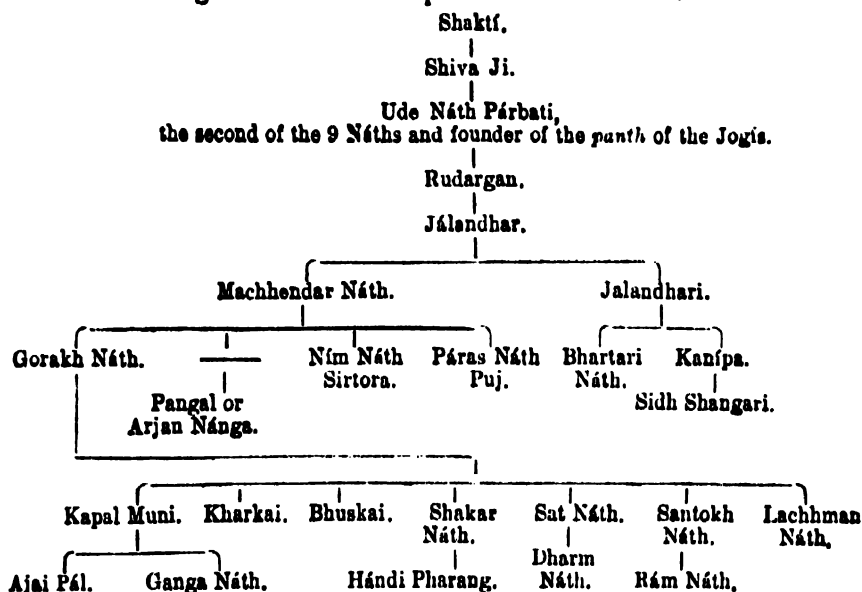 Shaktí.
Shiva Ji.
Ude Náth Párbati,
the second of the 9 Náths and founder of the panth of the Jogís.
Rudargan.
Jálandhar.
Machhendar Náth. Jalandhari.
Gorakh Náth. Ním Náth Páras Náth Bhartari Kanípa.
Sirtora. Puj. Náth.
Pangal or Sidh Shangari.
Arjan Nánga.
Kapal Muni. Kharkai. Bhuskai. Shakar Sat Náth. Santokh Lachhman
Náth. Náth. Náth.
Dharm
Ajai Pál. Ganga Náth. Hándi Pharang. Náth. Rám Náth.